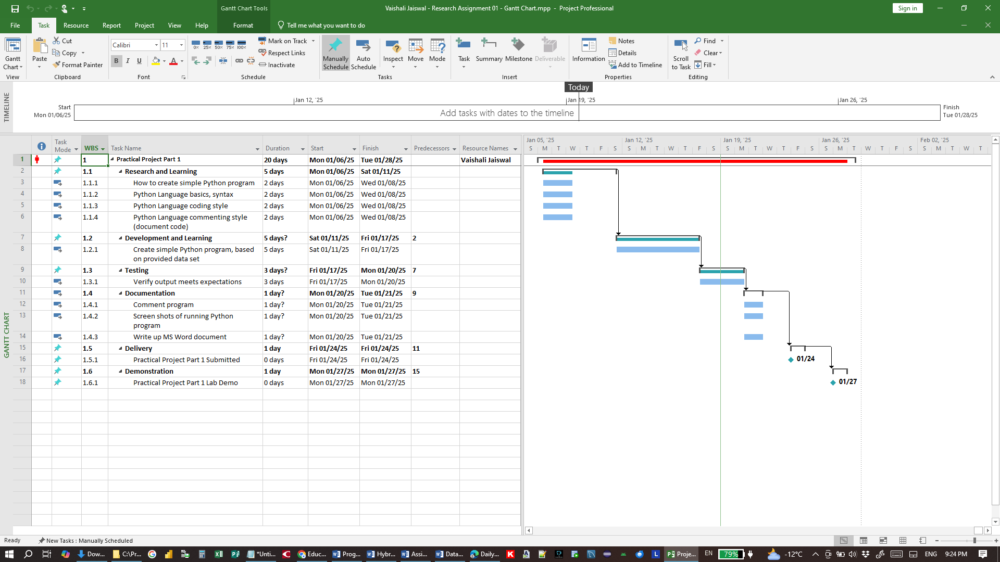 Gantt Chart Tools
Vaishali Jaiswal - Research Assignment 01 - Gantt Chart.mpp - Project Professional
Sign in
File Task Resource Report Project View Help Format Tell me what you want to do
Gantt Chart
View
Paste
Cut
Copy
Format Painter
Clipboard
Calibri 11
B I U A
Font
0% 25% 50% 75% 100%
Mark on Track
Respect Links
Inactivate
Schedule
Manually Schedule
Auto Schedule
Inspect Move Mode
Tasks
Task Summary Milestone Deliverable
Insert
Information
Notes
Details
Add to Timeline
Properties
Scroll to Task
Find
Clear
Fill
Editing
TIMELINE
Today
Jan 12, '25 Jan 19, '25 Jan 26, '25
Start
Mon 01/06/25
Add tasks with dates to the timeline
Finish
Tue 01/28/25
GANTT CHART
Task Mode WBS Task Name Duration Start Finish Predecessors Resource Names
Jan 05, '25 Jan 12, '25 Jan 19, '25 Jan 26, '25 Feb 02, '25
S M T W T F S S M T W T F S S M T W T F S S M T W T F S S M T W T
1 1 Practical Project Part 1 20 days Mon 01/06/25 Tue 01/28/25 Vaishali Jaiswal
2 1.1 Research and Learning 5 days Mon 01/06/25 Sat 01/11/25
3 1.1.1 How to create simple Python program 2 days Mon 01/06/25 Wed 01/08/25
4 1.1.2 Python Language basics, syntax 2 days Mon 01/06/25 Wed 01/08/25
5 1.1.3 Python Language coding style 2 days Mon 01/06/25 Wed 01/08/25
6 1.1.4 Python Language commenting style (document code) 2 days Mon 01/06/25 Wed 01/08/25
7 1.2 Development and Learning 5 days? Sat 01/11/25 Fri 01/17/25 2
8 1.2.1 Create simple Python program, based on provided data set 5 days Sat 01/11/25 Fri 01/17/25
9 1.3 Testing 3 days? Fri 01/17/25 Mon 01/20/25 7
10 1.3.1 Verify output meets expectations 3 days Fri 01/17/25 Mon 01/20/25
11 1.4 Documentation 1 day? Mon 01/20/25 Tue 01/21/25 9
12 1.4.1 Comment program 1 day? Mon 01/20/25 Tue 01/21/25
13 1.4.2 Screen shots of running Python program 1 day? Mon 01/20/25 Tue 01/21/25
14 1.4.3 Write up MS Word document 1 day? Mon 01/20/25 Tue 01/21/25
15 1.5 Delivery 1 day Fri 01/24/25 Fri 01/24/25 11
16 1.5.1 Practical Project Part 1 Submitted 0 days Fri 01/24/25 Fri 01/24/25 01/24
17 1.6 Demonstration 1 day Mon 01/27/25 Mon 01/27/25 15
18 1.6.1 Practical Project Part 1 Lab Demo 0 days Mon 01/27/25 Mon 01/27/25 01/27
Ready New Tasks : Manually Scheduled
Dow... C:\Pr... *Unti... Educ... Prog... Hybr... Assi... Data... Daily... Proje... EN 79% -12°C ENG 9:24 PM